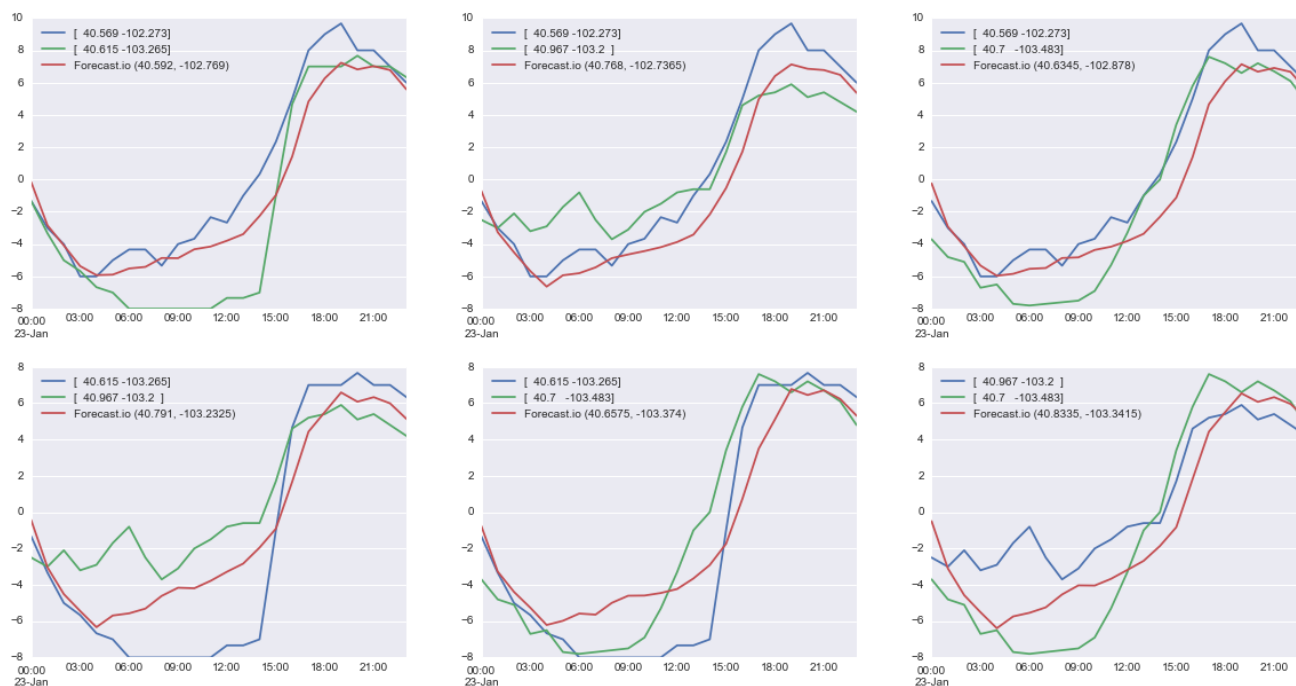 10
8
6
4
2
0
−2
−4
−6
−8
[ 40.569 -102.273]
[ 40.615 -103.265]
Forecast.io (40.592, -102.769)
00:00 03:00 06:00 09:00 12:00 15:00 18:00 21:00
23-Jan
10
8
6
4
2
0
−2
−4
−6
−8
[ 40.569 -102.273]
[ 40.967 -103.2 ]
Forecast.io (40.768, -102.7365)
00:00 03:00 06:00 09:00 12:00 15:00 18:00 21:00
23-Jan
10
8
6
4
2
0
−2
−4
−6
−8
[ 40.569 -102.273]
[ 40.7 -103.483]
Forecast.io (40.6345, -102.878)
00:00 03:00 06:00 09:00 12:00 15:00 18:00 21:00
23-Jan
8
6
4
2
0
−2
−4
−6
−8
[ 40.615 -103.265]
[ 40.967 -103.2 ]
Forecast.io (40.791, -103.2325)
00:00 03:00 06:00 09:00 12:00 15:00 18:00 21:00
23-Jan
8
6
4
2
0
−2
−4
−6
−8
[ 40.615 -103.265]
[ 40.7 -103.483]
Forecast.io (40.6575, -103.374)
00:00 03:00 06:00 09:00 12:00 15:00 18:00 21:00
23-Jan
8
6
4
2
0
−2
−4
−6
−8
[ 40.967 -103.2 ]
[ 40.7 -103.483]
Forecast.io (40.8335, -103.3415)
00:00 03:00 06:00 09:00 12:00 15:00 18:00 21:00
23-Jan